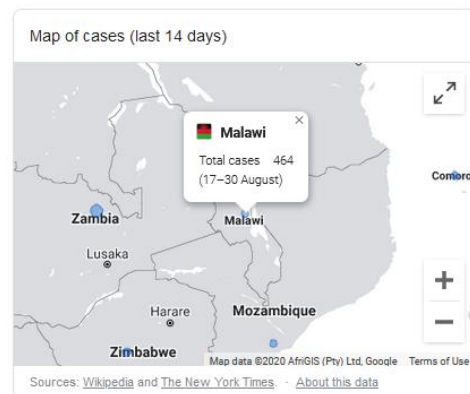 Map of cases (last 14 days)
Malawi
Total cases 464
(17–30 August)
Comoro
Zambia
Malawi
Lusaka
Harare
Mozambique
Zimbabwe
Map data ©2020 AfriGIS (Pty) Ltd, Google Terms of Use
Sources: Wikipedia and The New York Times. · About this data